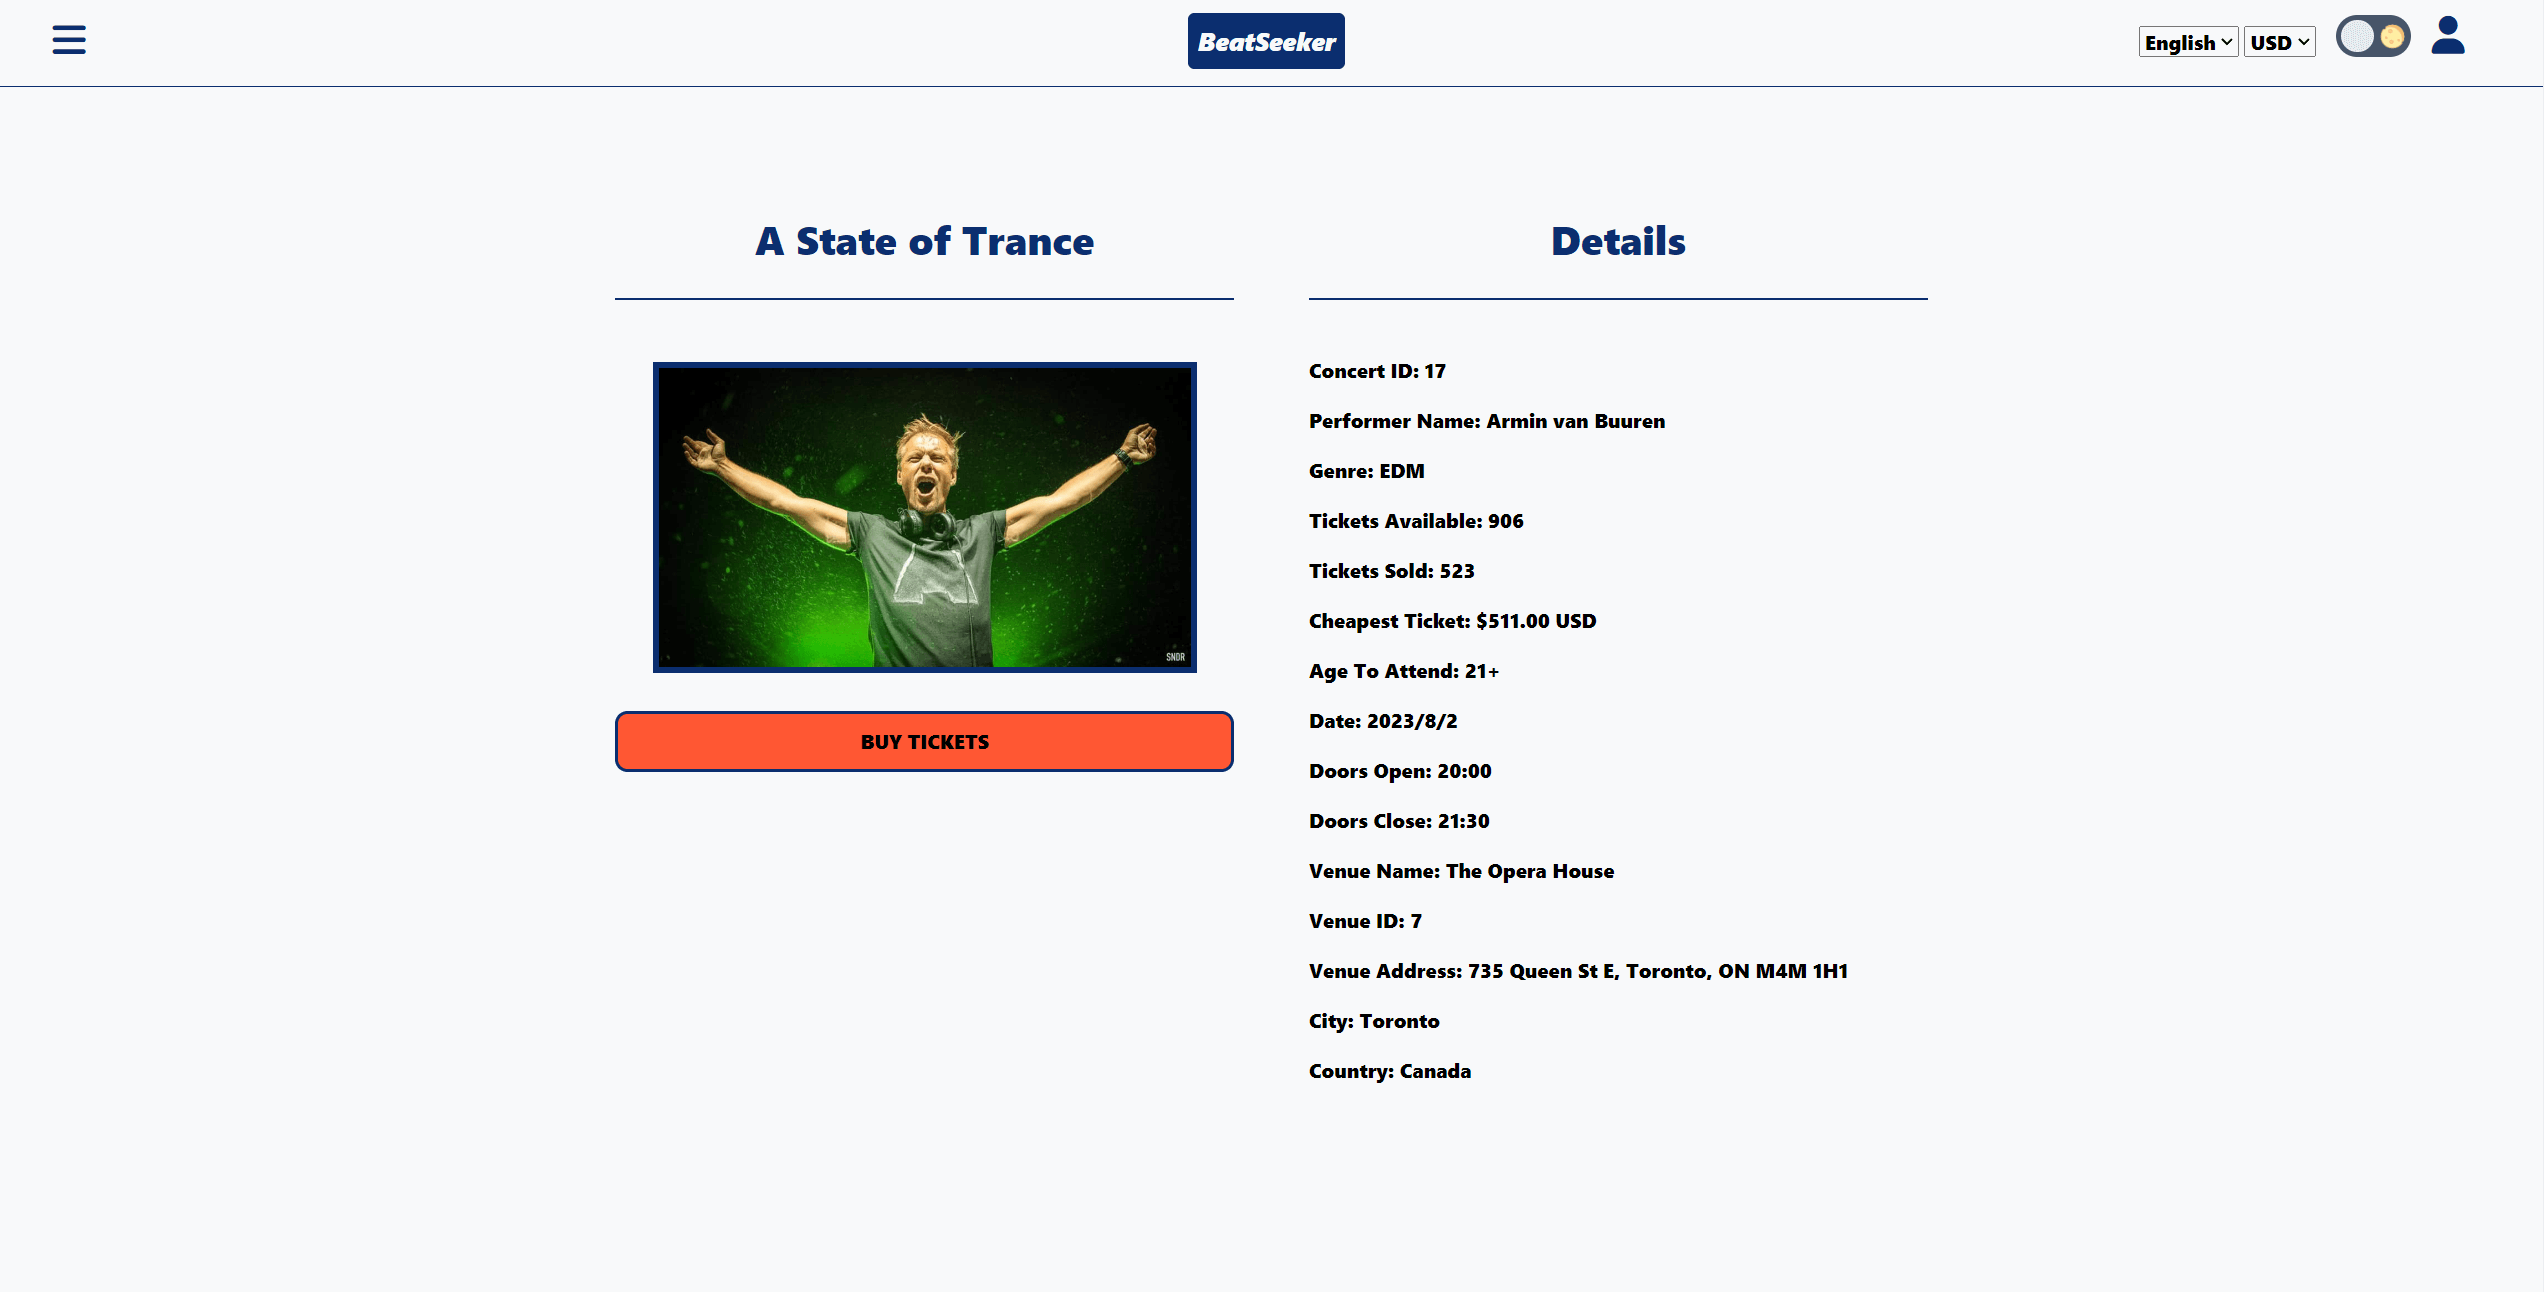 BeatSeeker
English USD
A State of Trance
SNDR
BUY TICKETS
Details
Concert ID: 17
Performer Name: Armin van Buuren
Genre: EDM
Tickets Available: 906
Tickets Sold: 523
Cheapest Ticket: $511.00 USD
Age To Attend: 21+
Date: 2023/8/2
Doors Open: 20:00
Doors Close: 21:30
Venue Name: The Opera House
Venue ID: 7
Venue Address: 735 Queen St E, Toronto, ON M4M 1H1
City: Toronto
Country: Canada